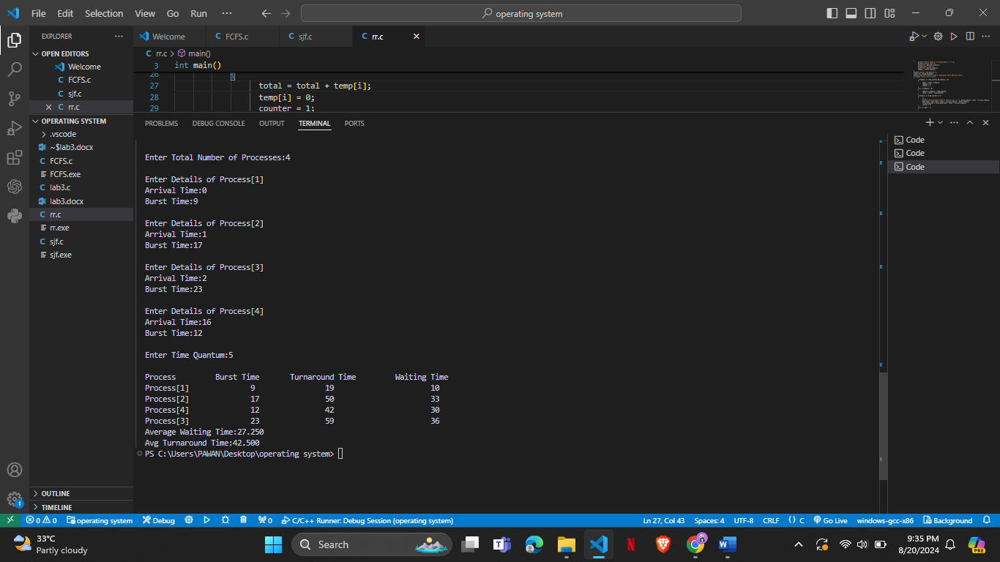 File Edit Selection View Go Run ··· operating system
EXPLORER ···
OPEN EDITORS
Welcome
FCFS.c
sjf.c
rr.c
OPERATING SYSTEM
.vscode
~$lab3.docx
FCFS.c
FCFS.exe
lab3.c
lab3.docx
rr.c
rr.exe
sjf.c
sjf.exe
OUTLINE
TIMELINE
Welcome FCFS.c sjf.c rr.c
rr.c > main()
3 int main()
26 {
27 total = total + temp[i];
28 temp[i] = 0;
29 counter = 1;
PROBLEMS DEBUG CONSOLE OUTPUT TERMINAL PORTS
Enter Total Number of Processes:4
Enter Details of Process[1]
Arrival Time:0
Burst Time:9
Enter Details of Process[2]
Arrival Time:1
Burst Time:17
Enter Details of Process[3]
Arrival Time:2
Burst Time:23
Enter Details of Process[4]
Arrival Time:16
Burst Time:12
Enter Time Quantum:5
Process Burst Time Turnaround Time Waiting Time
Process[1] 9 19 10
Process[2] 17 50 33
Process[4] 12 42 30
Process[3] 23 59 36
Average Waiting Time:27.250
Avg Turnaround Time:42.500
PS C:\Users\PAWAN\Desktop\operating system>
Code
Code
Code
1
0 0 operating system Debug 0 C/C++ Runner: Debug Session (operating system) Ln 27, Col 43 Spaces: 4 UTF-8 CRLF {} C Go Live windows-gcc-x86 Background
33°C
Partly cloudy
Search
9:35 PM
8/20/2024
PRE